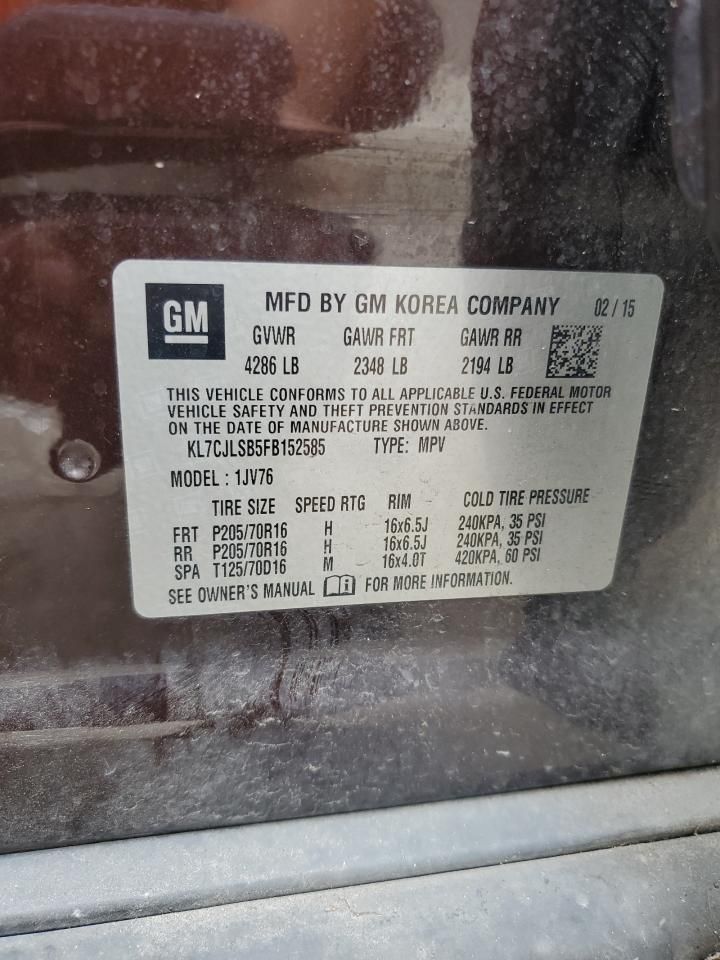 GM MFD BY GM KOREA COMPANY 02/15
GVWR GAWR FRT GAWR RR
4286 LB 2348 LB 2194 LB
THIS VEHICLE CONFORMS TO ALL APPLICABLE U.S. FEDERAL MOTOR
VEHICLE SAFETY AND THEFT PREVENTION STANDARDS IN EFFECT
ON THE DATE OF MANUFACTURE SHOWN ABOVE.
KL7CJLSB5FB152585 TYPE: MPV
MODEL : 1JV76
TIRE SIZE SPEED RTG RIM COLD TIRE PRESSURE
FRT P205/70R16 H 16x6.5J 240KPA, 35 PSI
RR P205/70R16 H 16x6.5J 240KPA, 35 PSI
SPA T125/70D16 M 16x4.0T 420KPA, 60 PSI
SEE OWNER'S MANUAL FOR MORE INFORMATION.